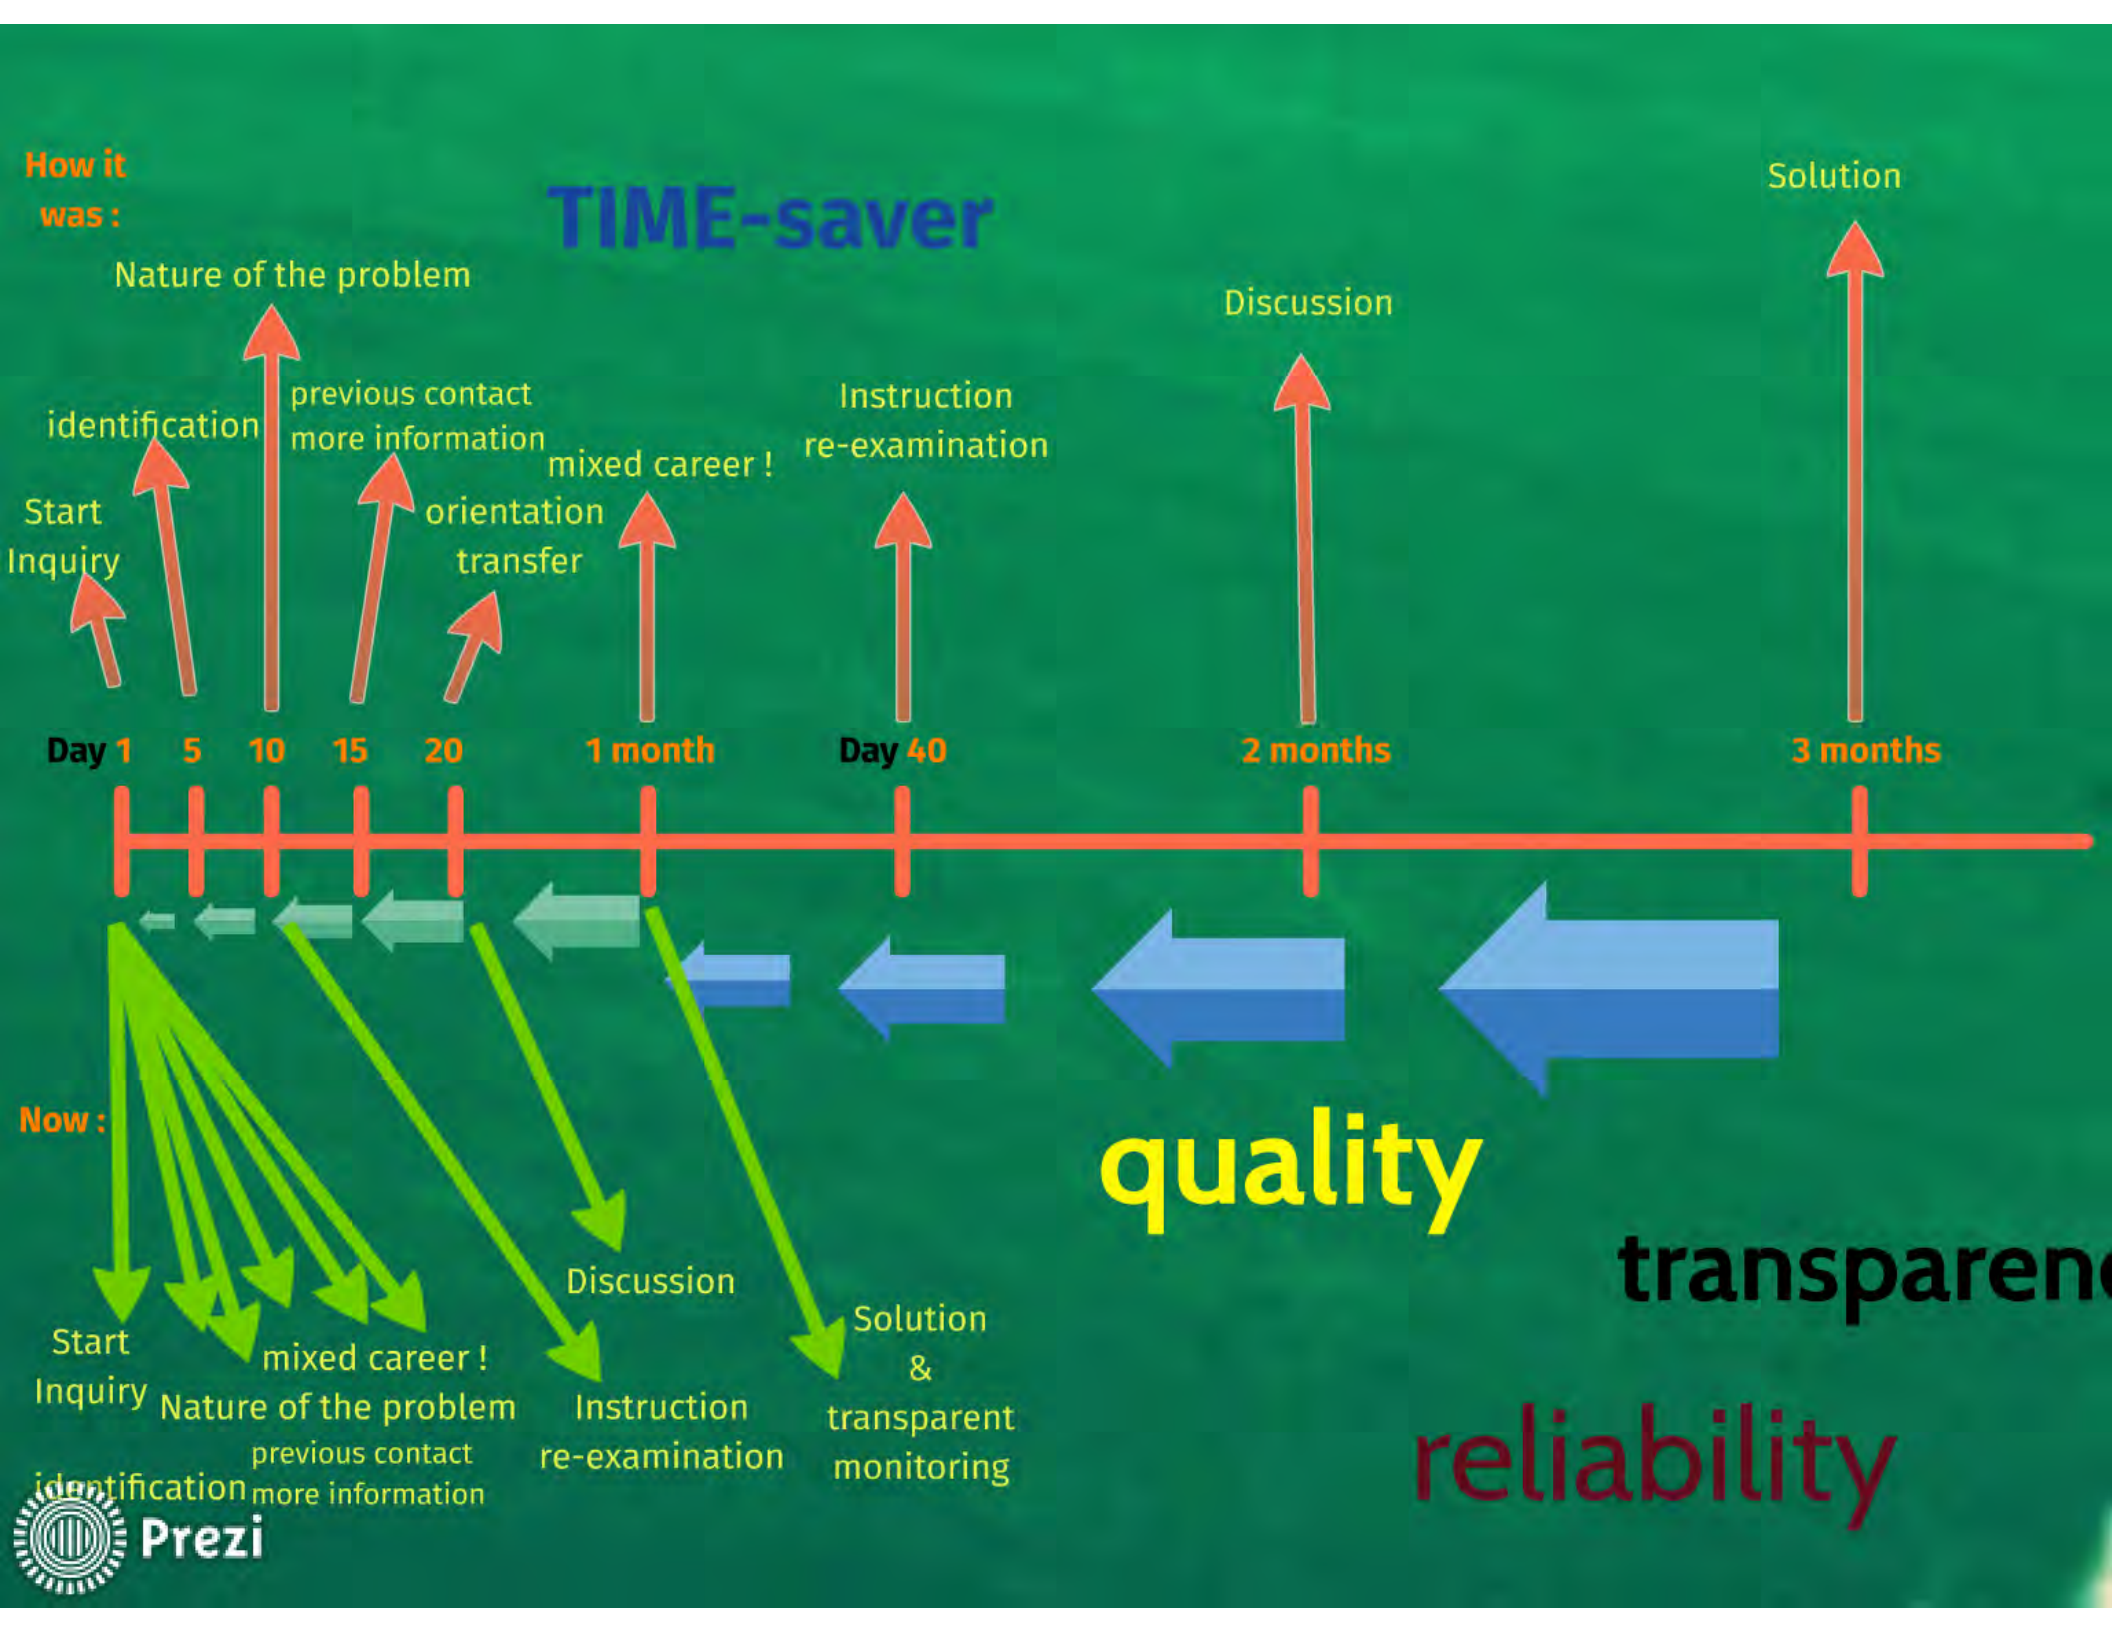 How it
was :
TIME-saver
Solution
Nature of the problem
Discussion
previous contact
more information
identification
Instruction
re-examination
mixed career !
Start
Inquiry
orientation
transfer
Day 1 5 10 15 20 1 month Day 40 2 months 3 months
Now :
quality
transparenc
Discussion
Solution
&
transparent
monitoring
Start
Inquiry
mixed career !
Nature of the problem
previous contact
more information
identification
Instruction
re-examination
reliability
Prezi